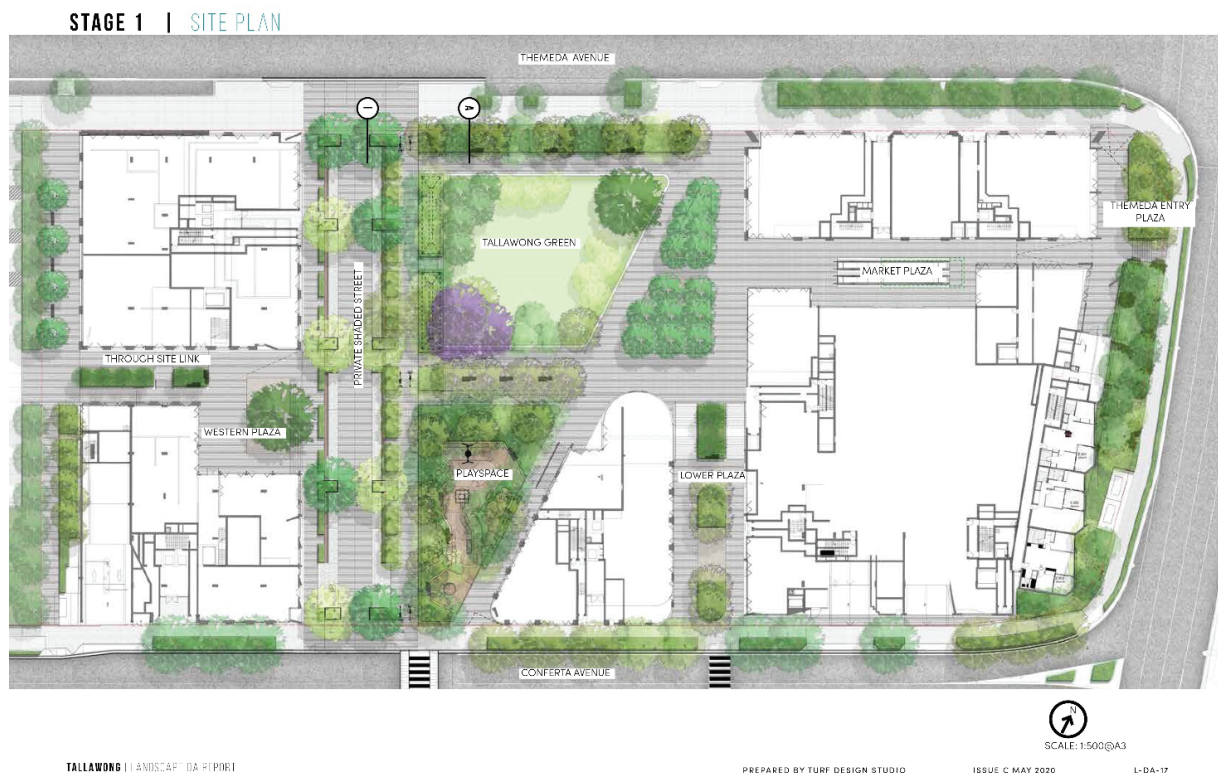 STAGE 1 | SITE PLAN
THEMEDA AVENUE
THEMEDA ENTRY
PLAZA
TALLAWONG GREEN
MARKET PLAZA
PRIVATE SHADED STREET
THROUGH SITE LINK
WESTERN PLAZA
PLAYSPACE
LOWER PLAZA
CONFERTA AVENUE
N
SCALE: 1:500@A3
TALLAWONG | LANDSCAPE DA REPORT
PREPARED BY TURF DESIGN STUDIO
ISSUE C MAY 2020
L-DA-17